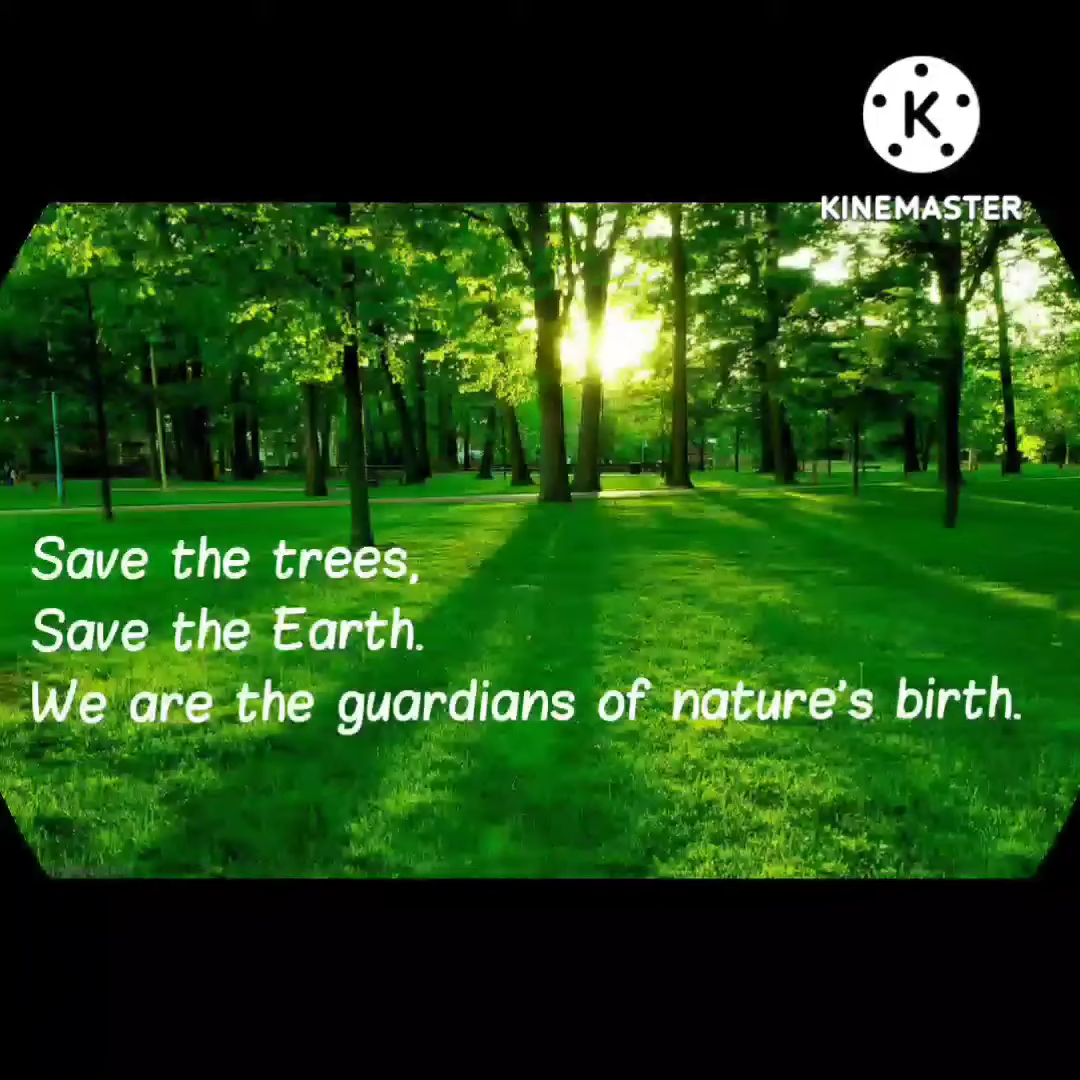 K
KINEMASTER
Save the trees,
Save the Earth.
We are the guardians of nature's birth.